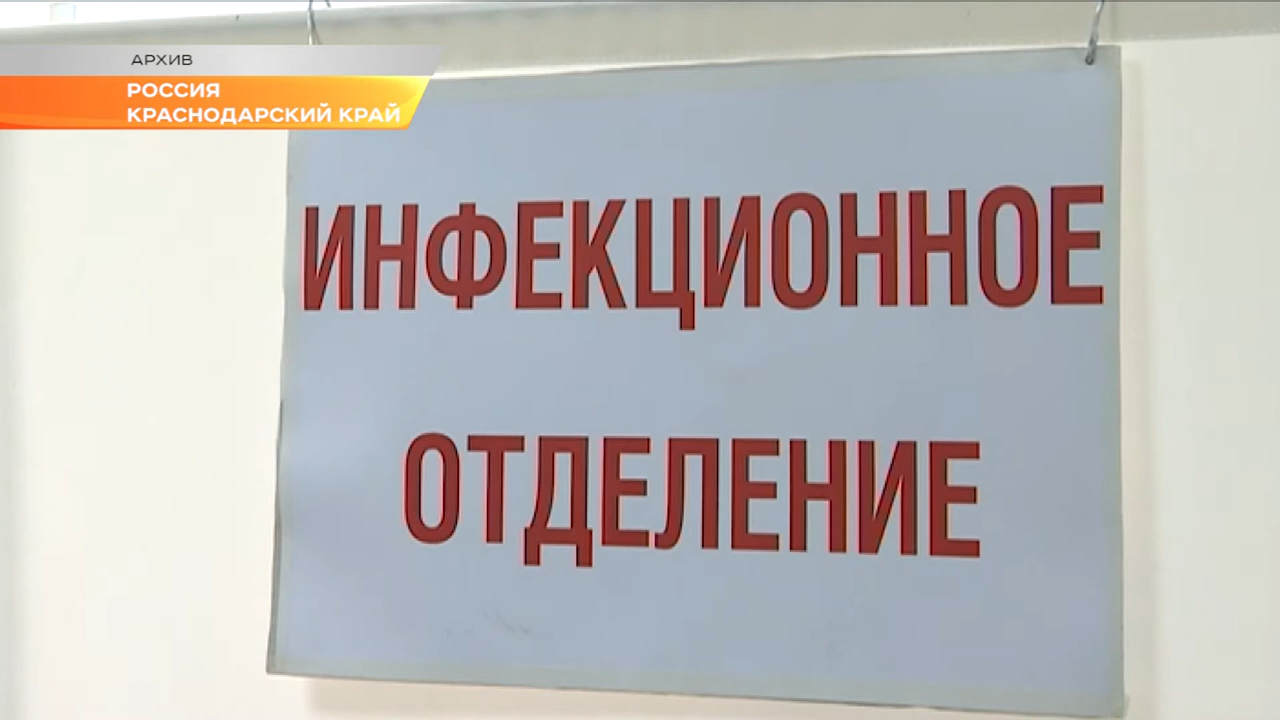 АРХИВ
РОССИЯ
КРАСНОДАРСКИЙ КРАЙ
ИНФЕКЦИОННОЕ
ОТДЕЛЕНИЕ